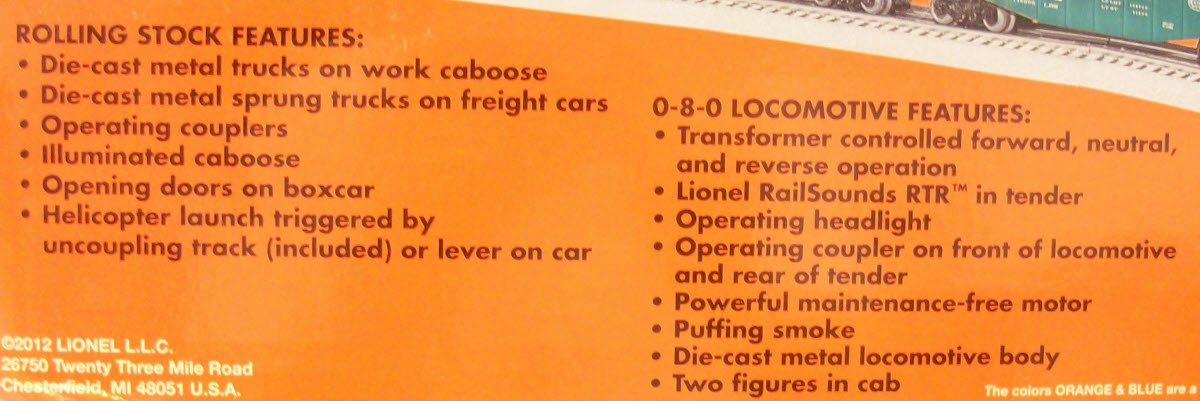 ROLLING STOCK FEATURES:
• Die-cast metal trucks on work caboose
• Die-cast metal sprung trucks on freight cars
• Operating couplers
• Illuminated caboose
• Opening doors on boxcar
• Helicopter launch triggered by
uncoupling track (included) or lever on car
©2012 LIONEL L.L.C.
26750 Twenty Three Mile Road
Chesterfield, MI 48051 U.S.A.
0-8-0 LOCOMOTIVE FEATURES:
• Transformer controlled forward, neutral,
and reverse operation
• Lionel RailSounds RTR™ in tender
• Operating headlight
• Operating coupler on front of locomotive
and rear of tender
• Powerful maintenance-free motor
• Puffing smoke
• Die-cast metal locomotive body
• Two figures in cab
The colors ORANGE & BLUE are a